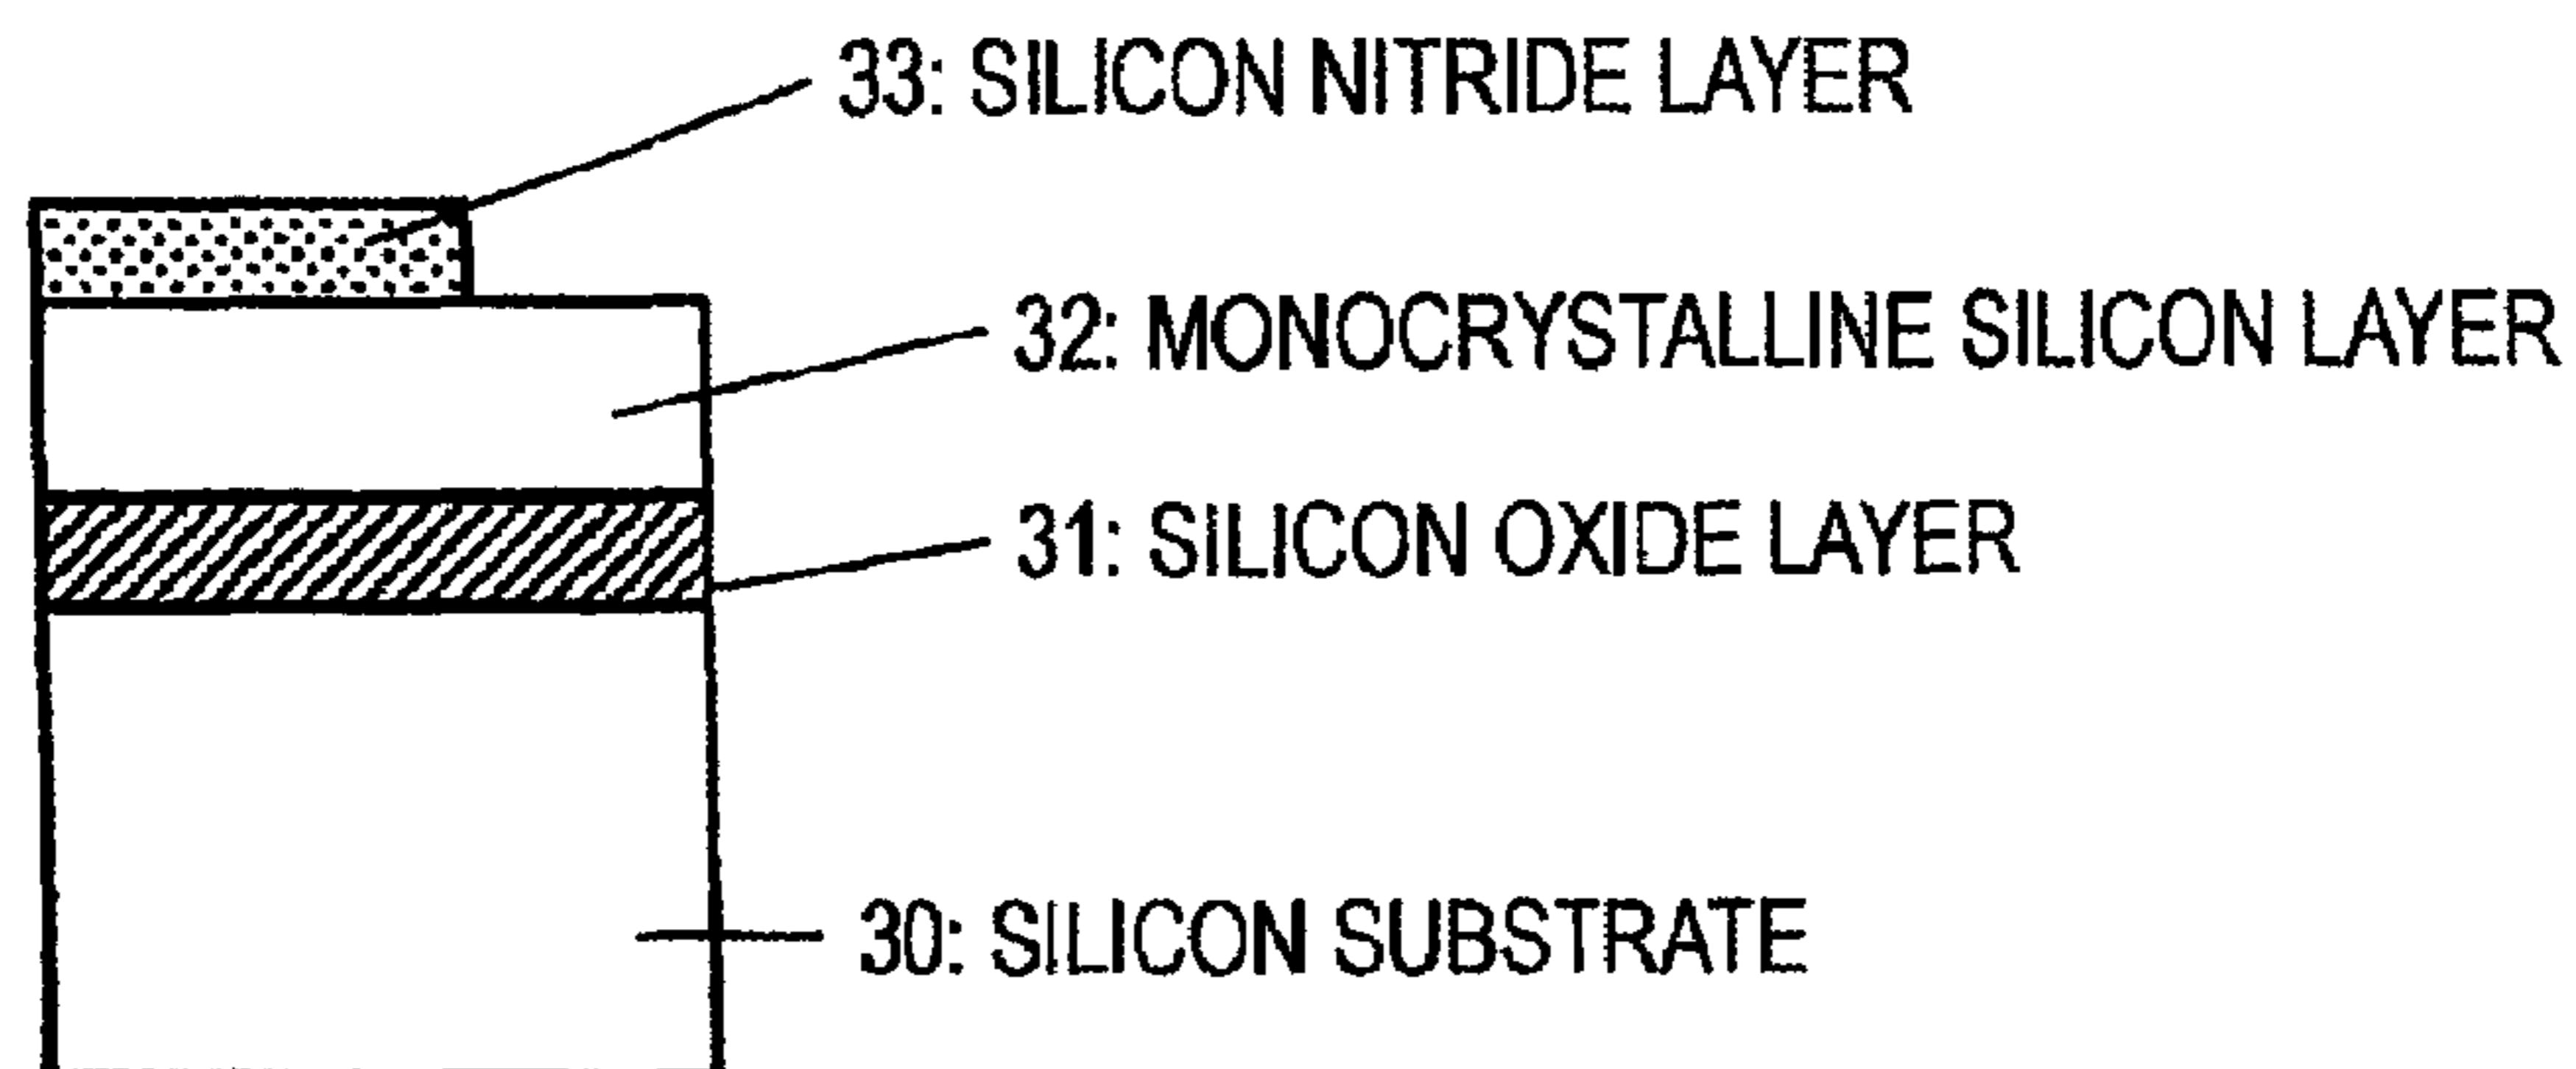 33: SILICON NITRIDE LAYER
32: MONOCRYSTALLINE SILICON LAYER
31: SILICON OXIDE LAYER
30: SILICON SUBSTRATE